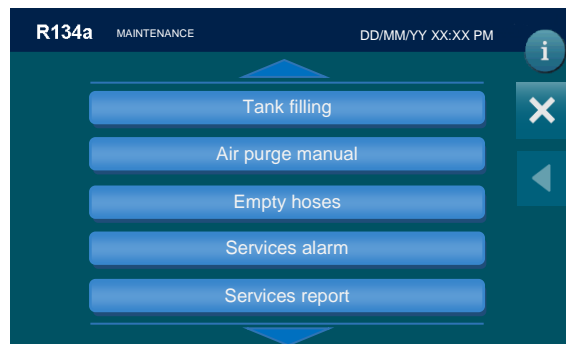 R134a MAINTENANCE DD/MM/YY XX:XX PM
i
Tank filling
Air purge manual
Empty hoses
Services alarm
Services report